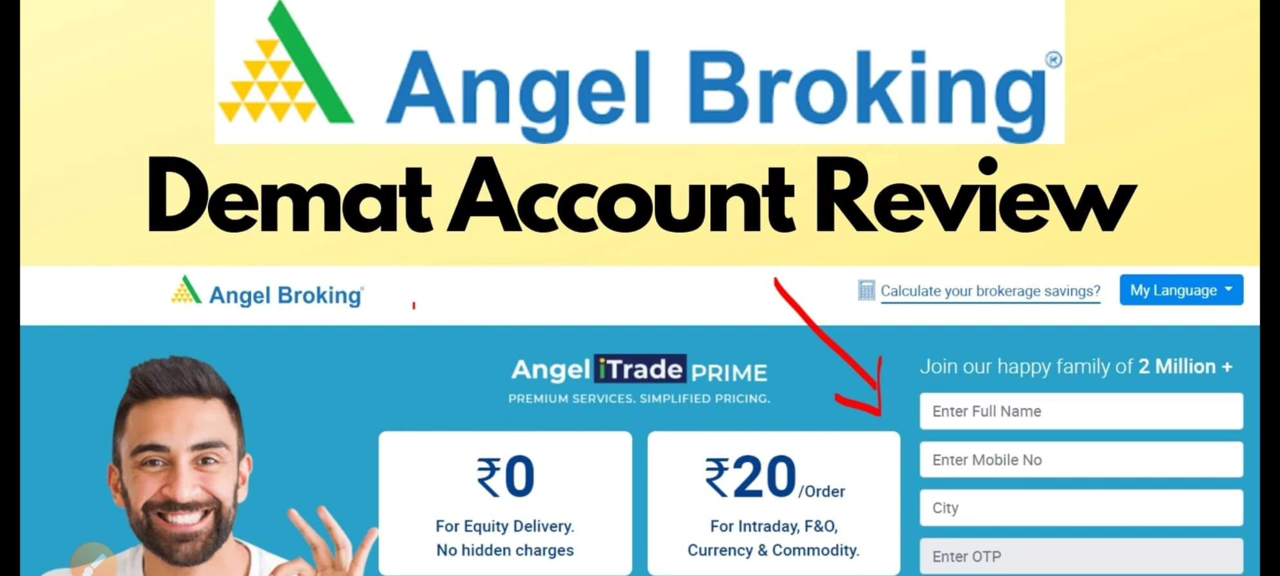 Angel Broking®
Demat Account Review
Angel Broking
Calculate your brokerage savings?
My Language
Angel iTrade PRIME
PREMIUM SERVICES. SIMPLIFIED PRICING.
Join our happy family of 2 Million +
Enter Full Name
Enter Mobile No
City
Enter OTP
₹0
For Equity Delivery.
No hidden charges
₹20/Order
For Intraday, F&O,
Currency & Commodity.